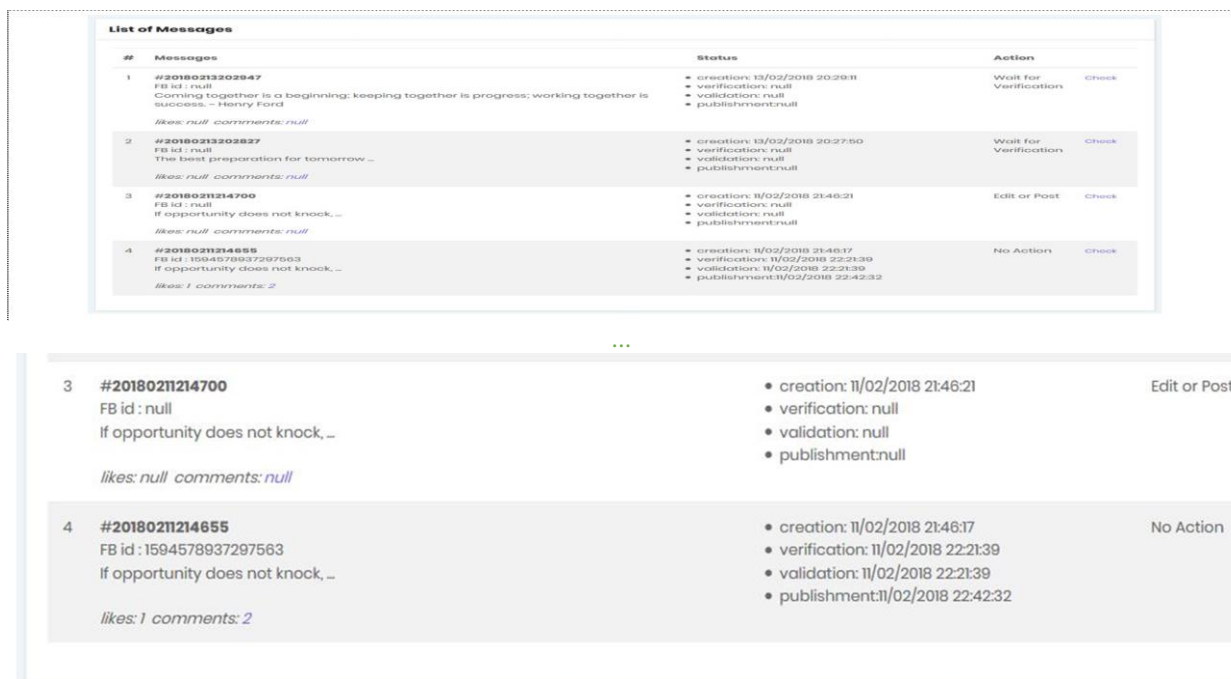 List of Messages
# Messages Status Action
1 #20180213202947 • creation: 13/02/2018 20:29:11 Wait for Check
FB id : null • verification: null Verification
Coming together is a beginning; keeping together is progress; working together is • validation: null
success. – Henry Ford • publishment:null
likes: null comments: null
2 #20180213202827 • creation: 13/02/2018 20:27:50 Wait for Check
FB id : null • verification: null Verification
The best preparation for tomorrow ... • validation: null
• publishment:null
likes: null comments: null
3 #20180211214700 • creation: 11/02/2018 21:46:21 Edit or Post Check
FB id : null • verification: null
If opportunity does not knock, ... • validation: null
• publishment:null
likes: null comments: null
4 #20180211214655 • creation: 11/02/2018 21:46:17 No Action Check
FB id : 1594578937297563 • verification: 11/02/2018 22:21:39
If opportunity does not knock, ... • validation: 11/02/2018 22:21:39
• publishment:11/02/2018 22:42:32
likes: 1 comments: 2
...
3 #20180211214700 • creation: 11/02/2018 21:46:21 Edit or Post
FB id : null • verification: null
If opportunity does not knock, ... • validation: null
• publishment:null
likes: null comments: null
4 #20180211214655 • creation: 11/02/2018 21:46:17 No Action
FB id : 1594578937297563 • verification: 11/02/2018 22:21:39
If opportunity does not knock, ... • validation: 11/02/2018 22:21:39
• publishment:11/02/2018 22:42:32
likes: 1 comments: 2